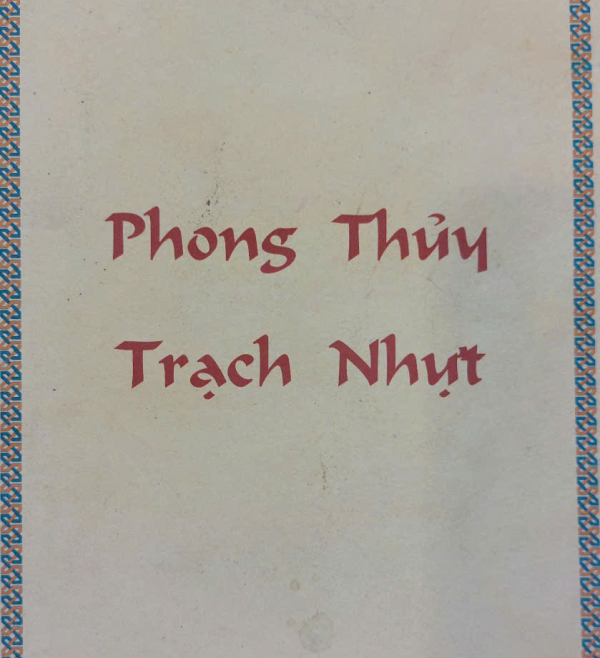 Phong Thủy
Trạch Nhựt